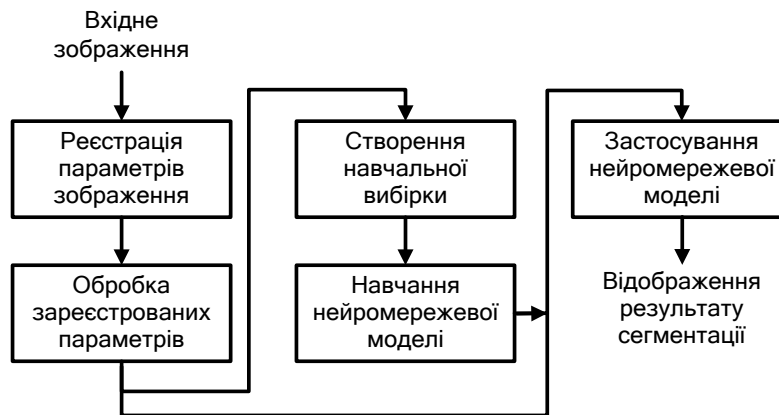 Вхідне
зображення
Реєстрація
параметрів
зображення
Обробка
зареєстрованих
параметрів
Створення
навчальної
вибірки
Навчання
нейромережевої
моделі
Застосування
нейромережевої
моделі
Відображення
результату
сегментації